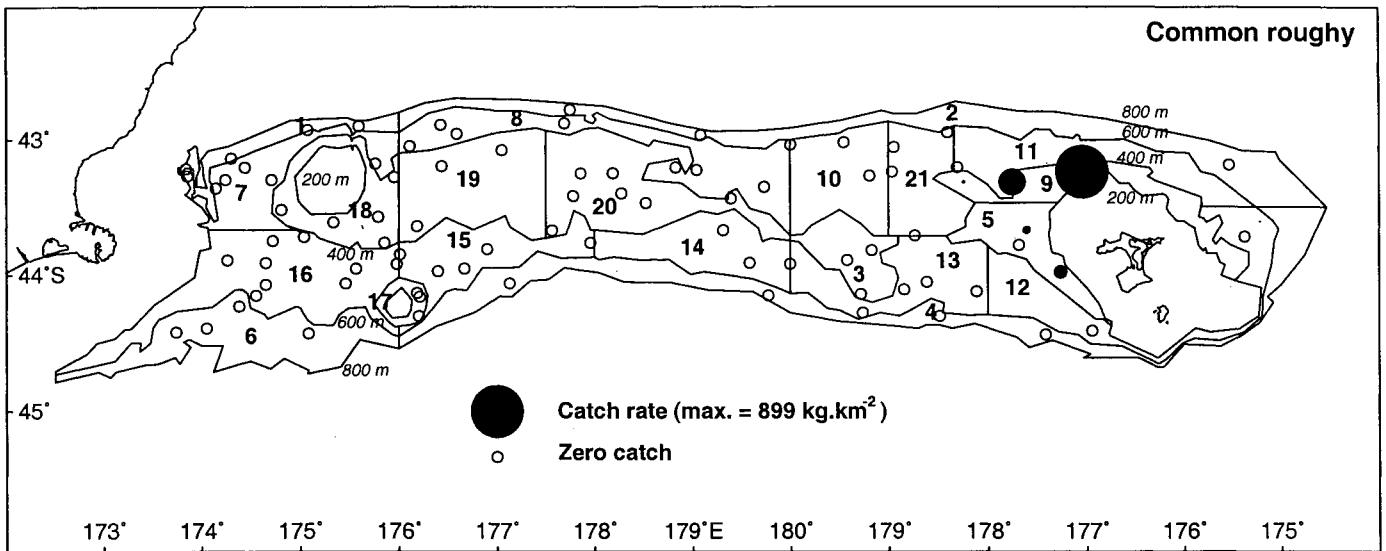 Common roughy
800 m
600 m
400 m
200 m
43˚
44˚S
45˚
1
8
2
11
7
200 m
18
19
20
10
21
9
5
400 m
15
14
16
3
13
12
17
600 m
4
6
800 m
Catch rate (max. = 899 kg.km-2 )
Zero catch
173˚ 174˚ 175˚ 176˚ 177˚ 178˚ 179˚E 180˚ 179˚ 178˚ 177˚ 176˚ 175˚